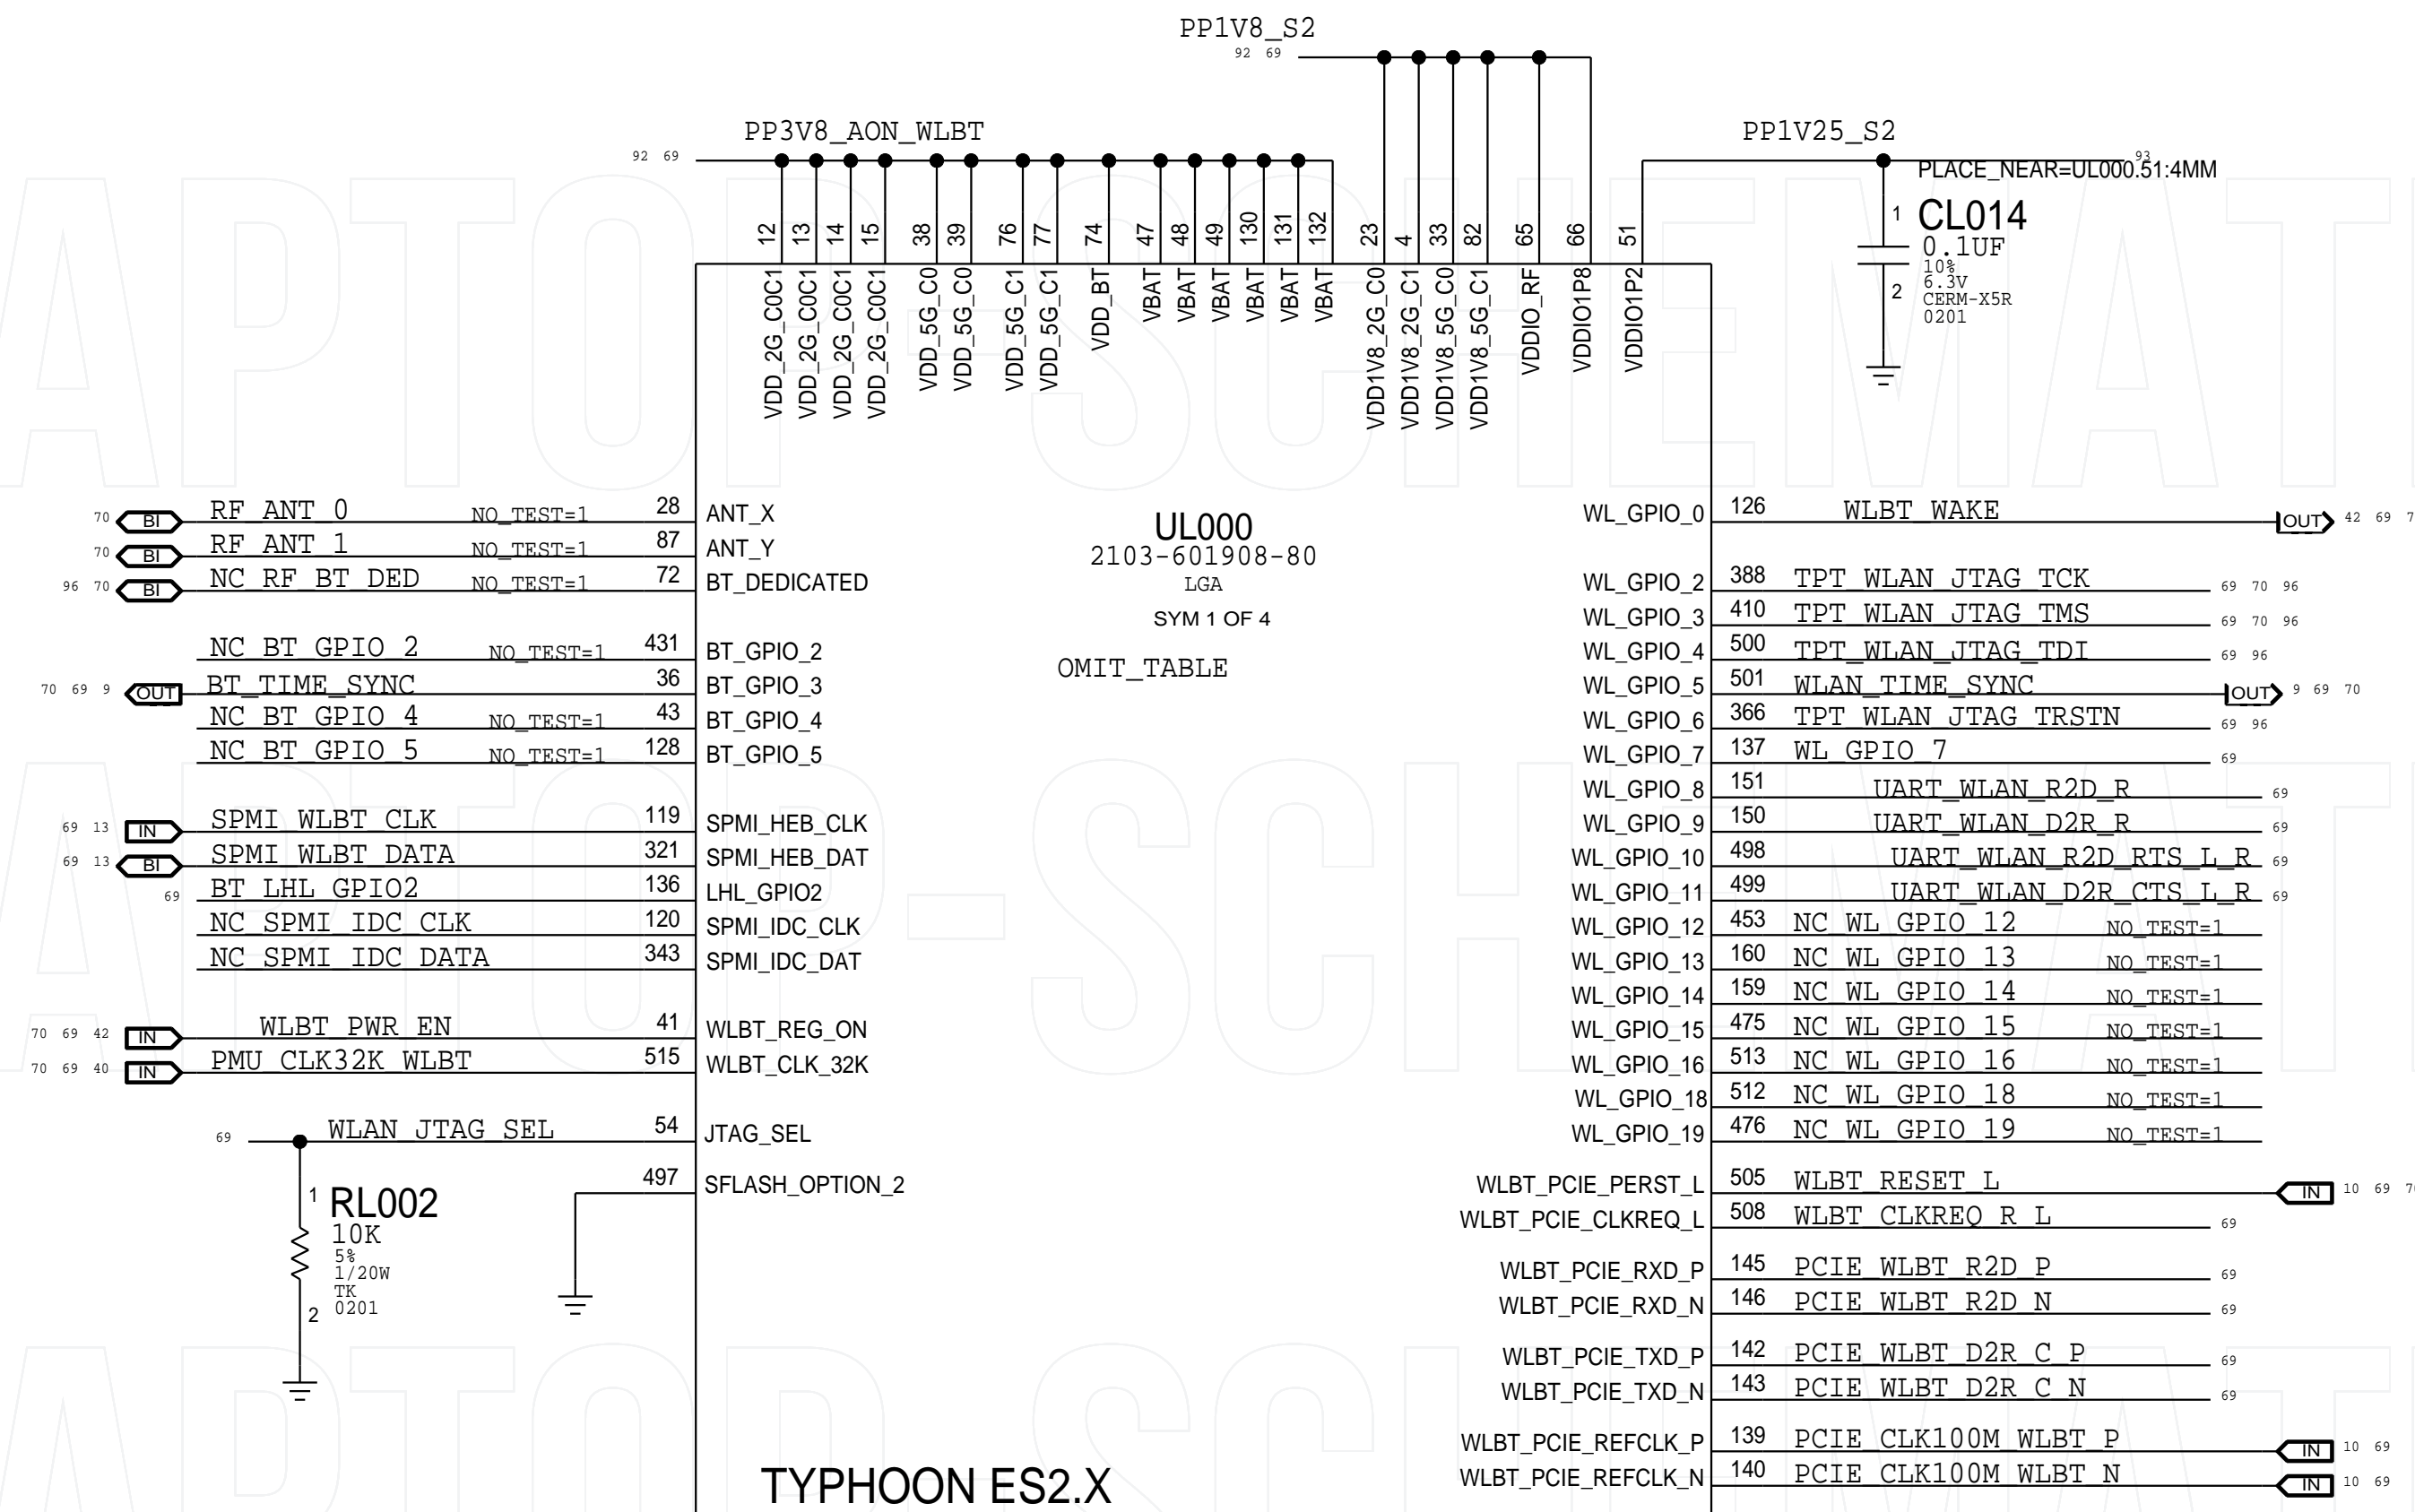 PP1V8_S2
92 69
PP3V8_AON_WLBT
92 69
PP1V25_S2
93
PLACE_NEAR=UL000.51:4MM
1
CL014
0.1UF
10%
6.3V
2
CERM-X5R
0201
12 13 14 15 38 39 76 77 74 47 48 49 130 131 132 23 4 33 82 65 66 51
VDD_2G_C0C1
VDD_2G_C0C1
VDD_2G_C0C1
VDD_2G_C0C1
VDD_5G_C0
VDD_5G_C0
VDD_5G_C1
VDD_5G_C1
VDD_BT
VBAT
VBAT
VBAT
VBAT
VBAT
VBAT
VDD1V8_2G_C0
VDD1V8_2G_C1
VDD1V8_5G_C0
VDD1V8_5G_C1
VDDIO_RF
VDDIO1P8
VDDIO1P2
UL000
2103-601908-80
LGA
SYM 1 OF 4
OMIT_TABLE
70 BI RF_ANT_0 NO_TEST=1 28 ANT_X
70 BI RF_ANT_1 NO_TEST=1 87 ANT_Y
96 70 BI NC_RF_BT_DED NO_TEST=1 72 BT_DEDICATED
NC_BT_GPIO_2 NO_TEST=1 431 BT_GPIO_2
70 69 9 OUT BT_TIME_SYNC 36 BT_GPIO_3
NC_BT_GPIO_4 NO_TEST=1 43 BT_GPIO_4
NC_BT_GPIO_5 NO_TEST=1 128 BT_GPIO_5
69 13 IN SPMI_WLBT_CLK 119 SPMI_HEB_CLK
69 13 BI SPMI_WLBT_DATA 321 SPMI_HEB_DAT
69 BT_LHL_GPIO2 136 LHL_GPIO2
NC_SPMI_IDC_CLK 120 SPMI_IDC_CLK
NC_SPMI_IDC_DATA 343 SPMI_IDC_DAT
70 69 42 IN WLBT_PWR_EN 41 WLBT_REG_ON
70 69 40 IN PMU_CLK32K_WLBT 515 WLBT_CLK_32K
69 WLAN_JTAG_SEL 54 JTAG_SEL
497 SFLASH_OPTION_2
1
RL002
10K
5%
1/20W
TK
0201
2
WL_GPIO_0 126 WLBT_WAKE OUT 42 69 7
WL_GPIO_2 388 TPT_WLAN_JTAG_TCK 69 70 96
WL_GPIO_3 410 TPT_WLAN_JTAG_TMS 69 70 96
WL_GPIO_4 500 TPT_WLAN_JTAG_TDI 69 96
WL_GPIO_5 501 WLAN_TIME_SYNC OUT 9 69 70
WL_GPIO_6 366 TPT_WLAN_JTAG_TRSTN 69 96
WL_GPIO_7 137 WL_GPIO_7 69
WL_GPIO_8 151 UART_WLAN_R2D_R 69
WL_GPIO_9 150 UART_WLAN_D2R_R 69
WL_GPIO_10 498 UART_WLAN_R2D_RTS_L_R 69
WL_GPIO_11 499 UART_WLAN_D2R_CTS_L_R 69
WL_GPIO_12 453 NC_WL_GPIO_12 NO_TEST=1
WL_GPIO_13 160 NC_WL_GPIO_13 NO_TEST=1
WL_GPIO_14 159 NC_WL_GPIO_14 NO_TEST=1
WL_GPIO_15 475 NC_WL_GPIO_15 NO_TEST=1
WL_GPIO_16 513 NC_WL_GPIO_16 NO_TEST=1
WL_GPIO_18 512 NC_WL_GPIO_18 NO_TEST=1
WL_GPIO_19 476 NC_WL_GPIO_19 NO_TEST=1
WLBT_PCIE_PERST_L 505 WLBT_RESET_L IN 10 69 7
WLBT_PCIE_CLKREQ_L 508 WLBT_CLKREQ_R_L 69
WLBT_PCIE_RXD_P 145 PCIE_WLBT_R2D_P 69
WLBT_PCIE_RXD_N 146 PCIE_WLBT_R2D_N 69
WLBT_PCIE_TXD_P 142 PCIE_WLBT_D2R_C_P 69
WLBT_PCIE_TXD_N 143 PCIE_WLBT_D2R_C_N 69
WLBT_PCIE_REFCLK_P 139 PCIE_CLK100M_WLBT_P IN 10 69
WLBT_PCIE_REFCLK_N 140 PCIE_CLK100M_WLBT_N IN 10 69
TYPHOON ES2.X
APTOP-SCHEMATI
APTOP-SCHEMATI
APTOP-SCHEMATI